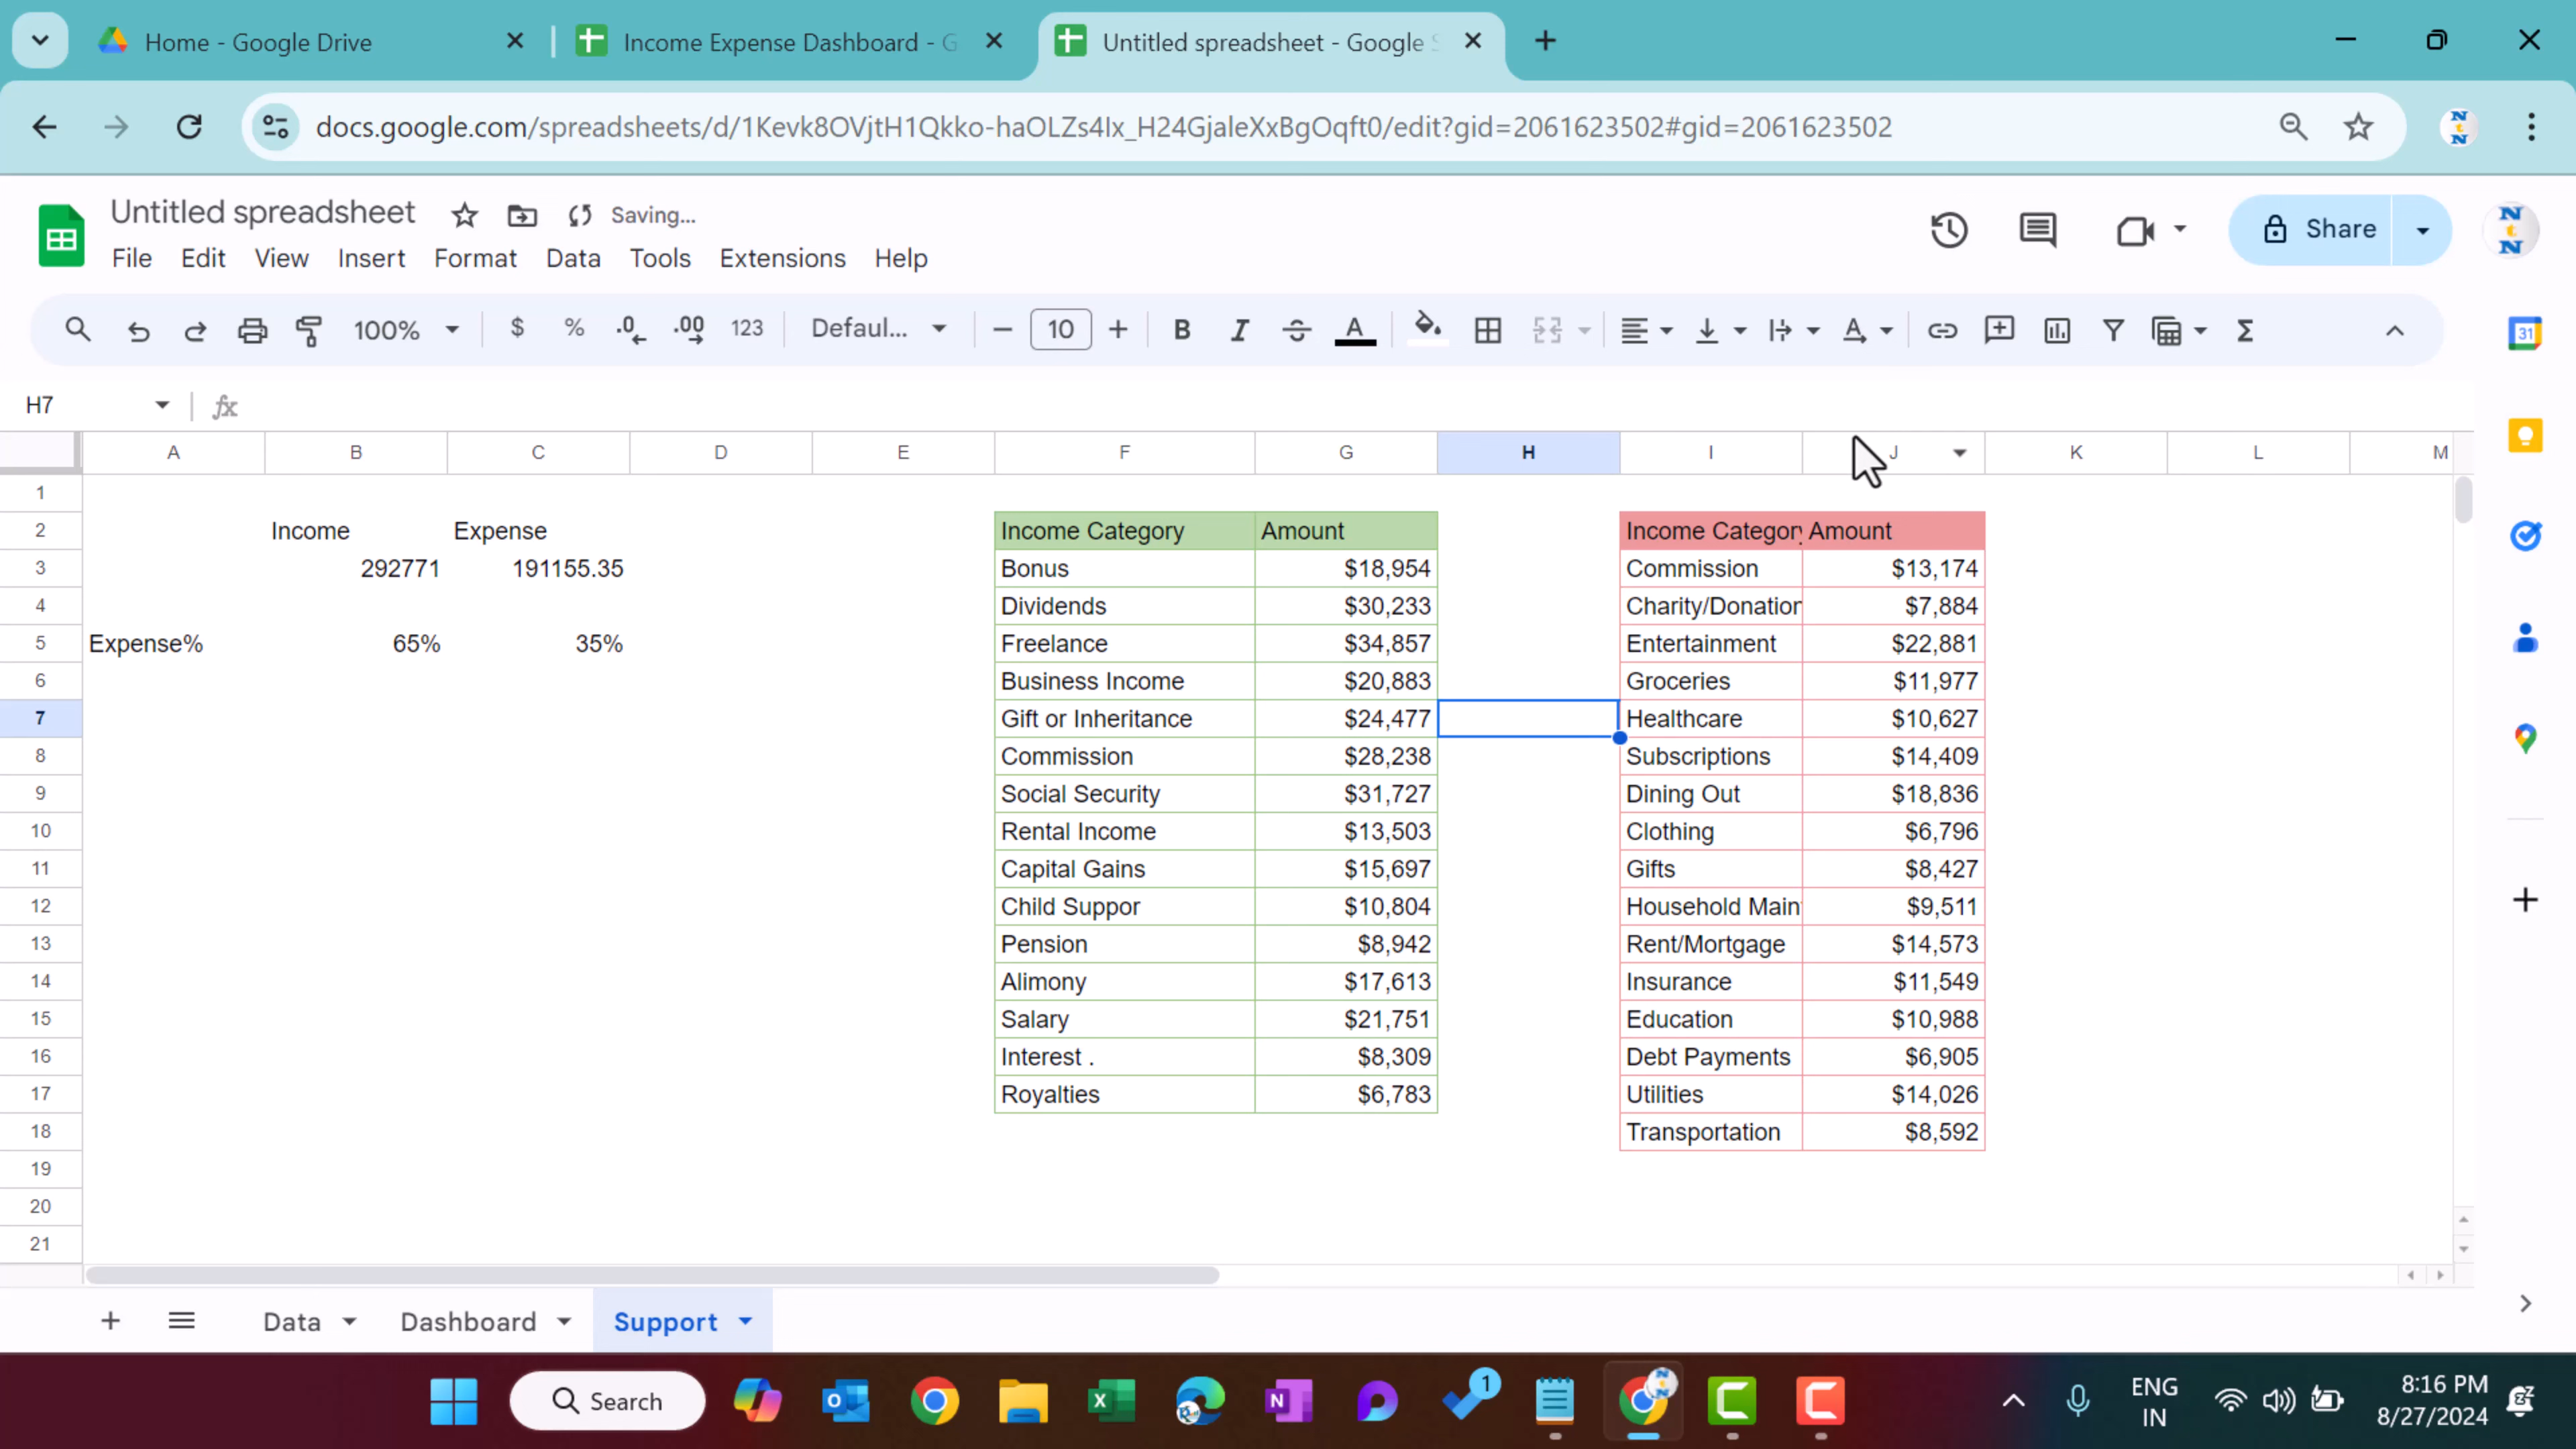 Home - Google Drive
Income Expense Dashboard - G
Untitled spreadsheet - Google S
docs.google.com/spreadsheets/d/1Kevk8OVjtH1Qkko-haOLZs4Ix_H24GjaleXxBgOqft0/edit?gid=2061623502#gid=2061623502
N t N
Untitled spreadsheet
Saving...
File Edit View Insert Format Data Tools Extensions Help
Share
N t N
100% $ % .0 .00 123 Defaul... 10 B I A
31
H7 fx
A B C D E F G H I J K L M
1
2 Income Expense Income Category Amount Income Category Amount
3 292771 191155.35 Bonus $18,954 Commission $13,174
4 Dividends $30,233 Charity/Donation $7,884
5 Expense% 65% 35% Freelance $34,857 Entertainment $22,881
6 Business Income $20,883 Groceries $11,977
7 Gift or Inheritance $24,477 Healthcare $10,627
8 Commission $28,238 Subscriptions $14,409
9 Social Security $31,727 Dining Out $18,836
10 Rental Income $13,503 Clothing $6,796
11 Capital Gains $15,697 Gifts $8,427
12 Child Suppor $10,804 Household Main $9,511
13 Pension $8,942 Rent/Mortgage $14,573
14 Alimony $17,613 Insurance $11,549
15 Salary $21,751 Education $10,988
16 Interest . $8,309 Debt Payments $6,905
17 Royalties $6,783 Utilities $14,026
18 Transportation $8,592
19
20
21
Data Dashboard Support
Search
1
ENG
IN
8:16 PM
8/27/2024